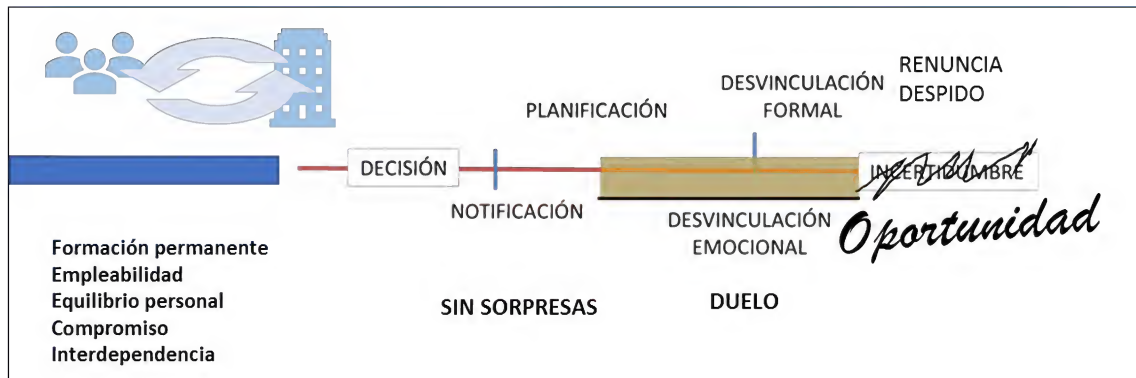 RENUNCIA
DESPIDO
DESVINCULACIÓN
FORMAL
PLANIFICACIÓN
DECISIÓN
INCERTIDUMBRE
NOTIFICACIÓN
DESVINCULACIÓN
EMOCIONAL
Oportunidad
Formación permanente
Empleabilidad
Equilibrio personal
Compromiso
Interdependencia
SIN SORPRESAS
DUELO